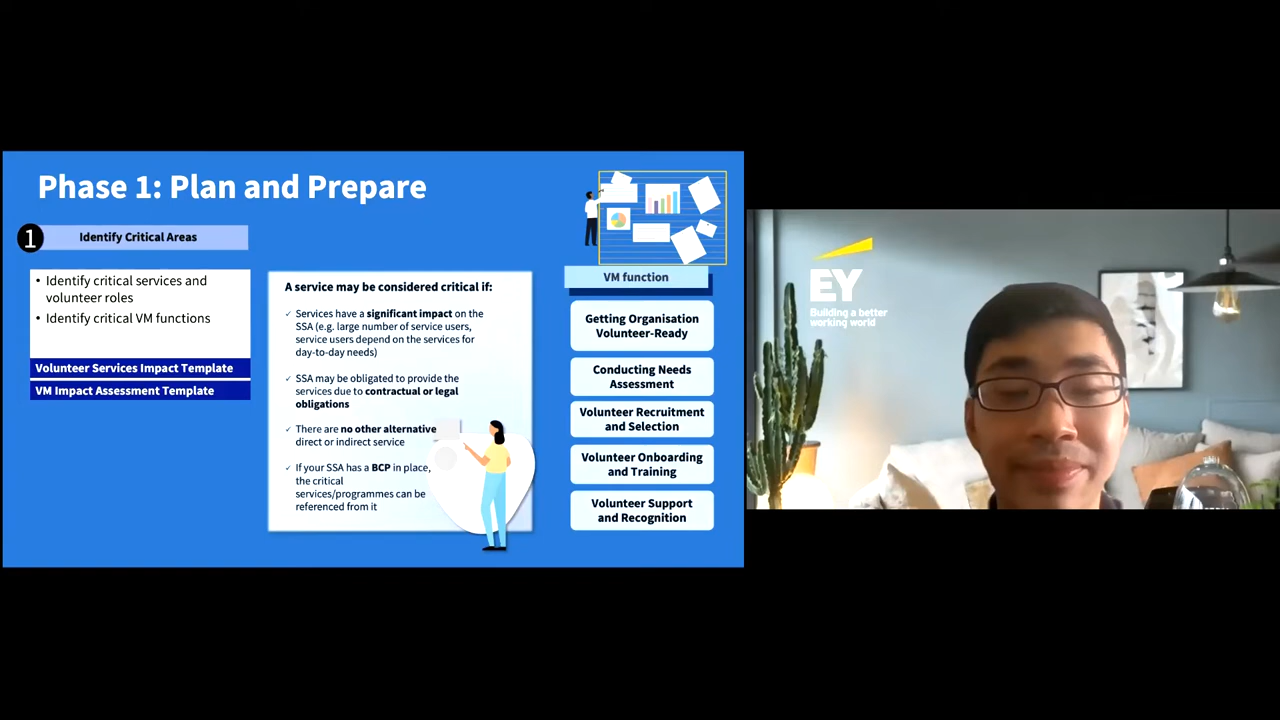 Phase 1: Plan and Prepare
1
Identify Critical Areas
• Identify critical services and
volunteer roles
• Identify critical VM functions
Volunteer Services Impact Template
VM Impact Assessment Template
A service may be considered critical if:
✓ Services have a significant impact on the
SSA (e.g. large number of service users,
service users depend on the services for
day-to-day needs)
✓ SSA may be obligated to provide the
services due to contractual or legal
obligations
✓ There are no other alternative
direct or indirect service
✓ If your SSA has a BCP in place,
the critical
services/programmes can be
referenced from it
VM function
Getting Organisation
Volunteer-Ready
Conducting Needs
Assessment
Volunteer Recruitment
and Selection
Volunteer Onboarding
and Training
Volunteer Support
and Recognition
EY
Building a better
working world